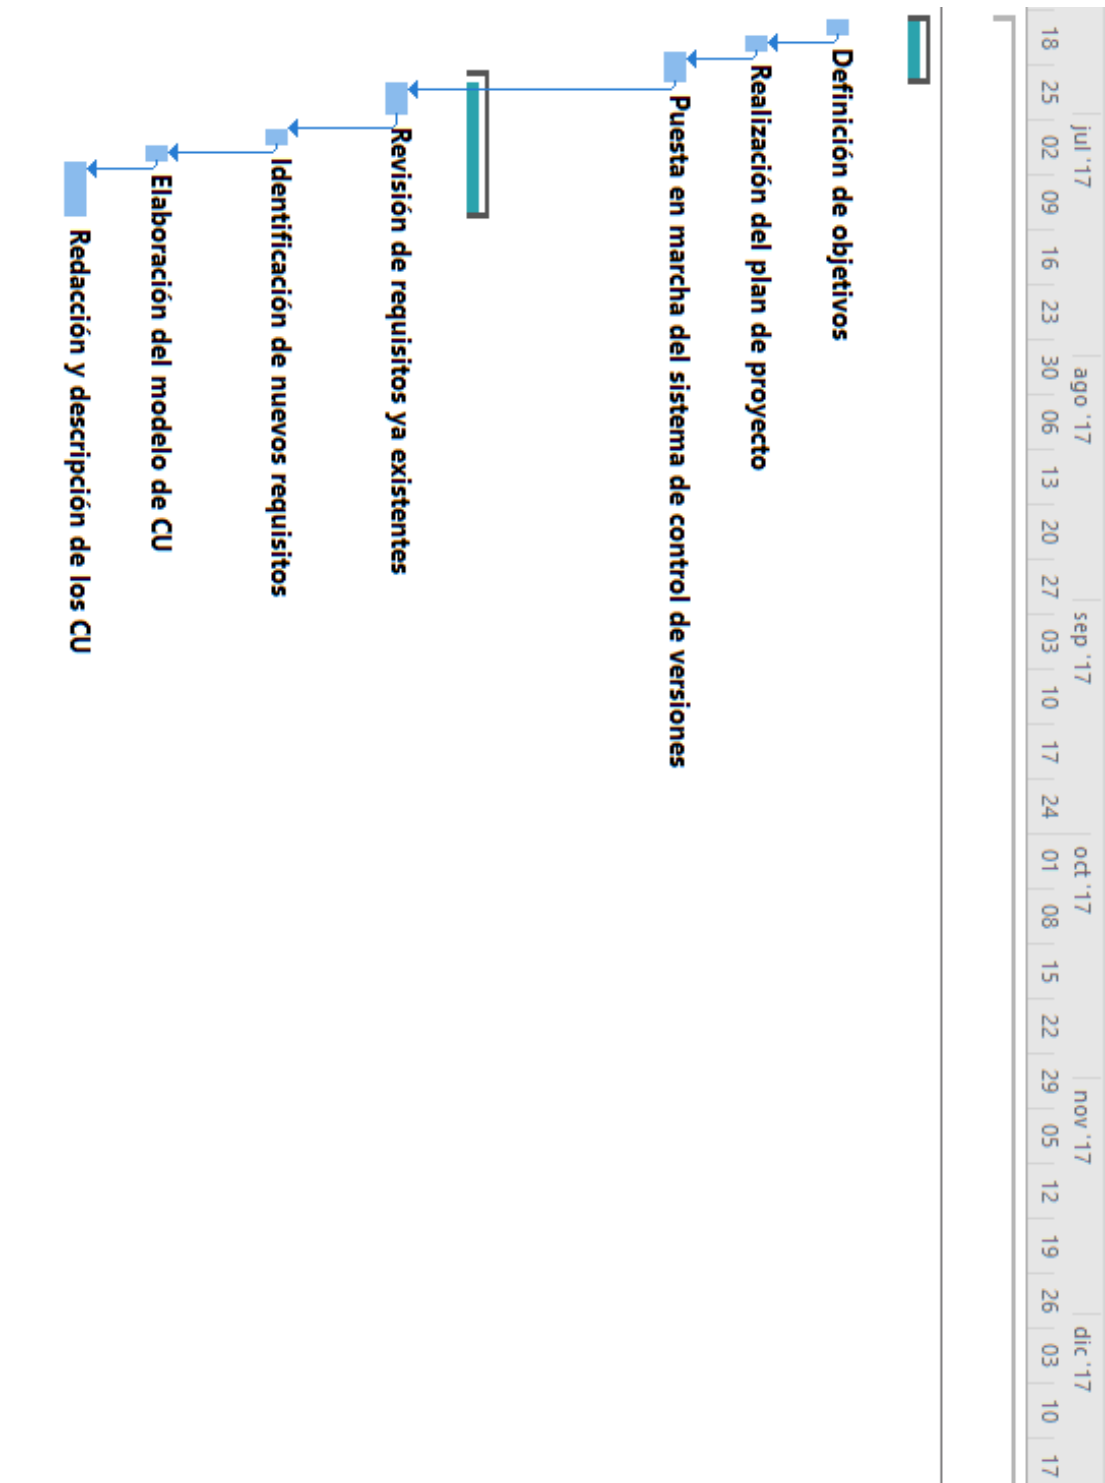 jul '17 ago '17 sep '17 oct '17 nov '17 dic '17
18 25 02 09 16 23 30 06 13 20 27 03 10 17 24 01 08 15 22 29 05 12 19 26 03 10 17
Definición de objetivos
Realización del plan de proyecto
Puesta en marcha del sistema de control de versiones
Revisión de requisitos ya existentes
Identificación de nuevos requisitos
Elaboración del modelo de CU
Redacción y descripción de los CU